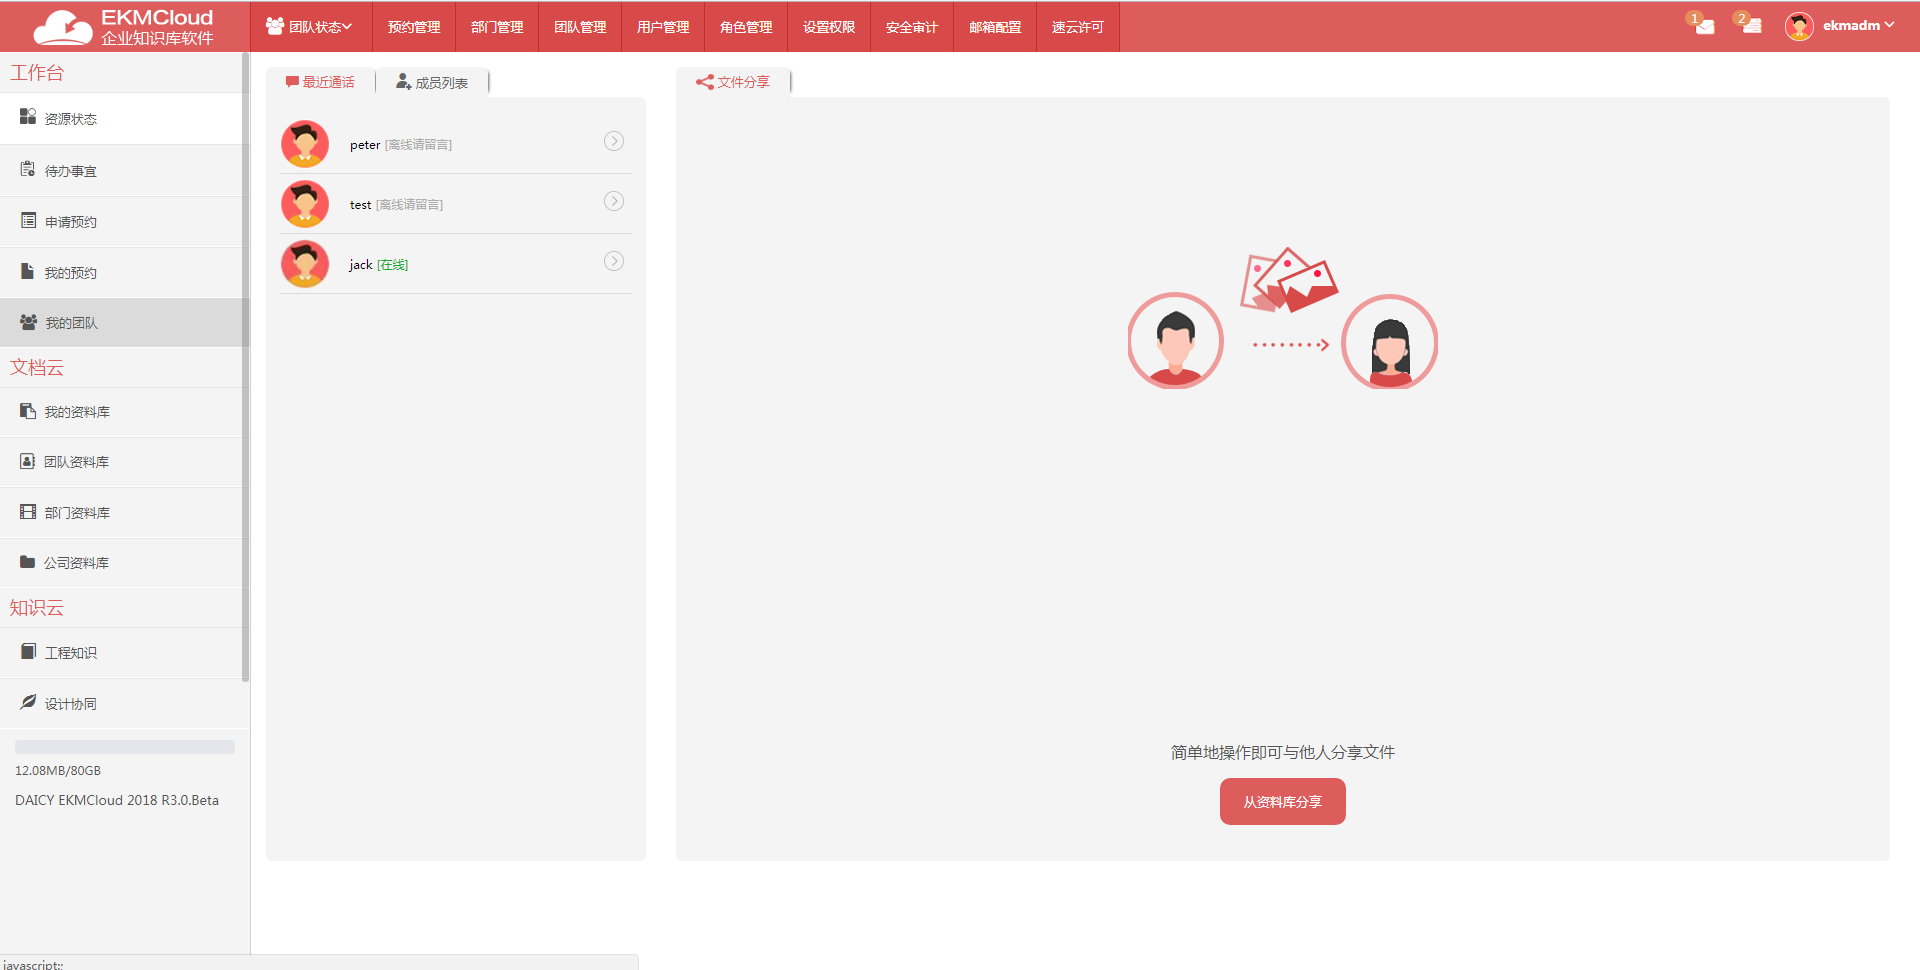 EKMCloud
企业知识库软件
团队状态
预约管理
部门管理
团队管理
用户管理
角色管理
设置权限
安全审计
邮箱配置
速云许可
1
2
ekmadm
工作台
资源状态
待办事宜
申请预约
我的预约
我的团队
文档云
我的资料库
团队资料库
部门资料库
公司资料库
知识云
工程知识
设计协同
12.08MB/80GB
DAICY EKMCloud 2018 R3.0.Beta
最近通话
成员列表
peter [离线请留言]
test [离线请留言]
jack [在线]
文件分享
简单地操作即可与他人分享文件
从资料库分享
javascript:;